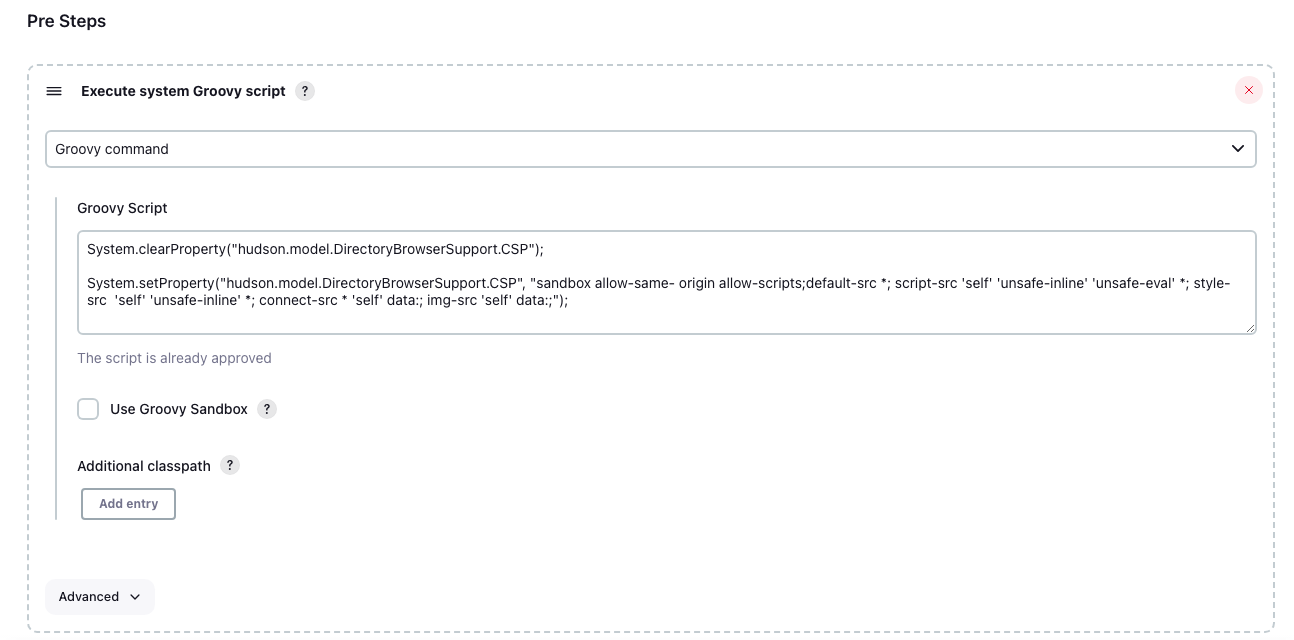 Pre Steps
Execute system Groovy script ?
Groovy command
Groovy Script
System.clearProperty("hudson.model.DirectoryBrowserSupport.CSP");
System.setProperty("hudson.model.DirectoryBrowserSupport.CSP", "sandbox allow-same- origin allow-scripts;default-src *; script-src 'self' 'unsafe-inline' 'unsafe-eval' *; style-
src  'self' 'unsafe-inline' *; connect-src * 'self' data:; img-src 'self' data:;");
The script is already approved
Use Groovy Sandbox ?
Additional classpath ?
Add entry
Advanced